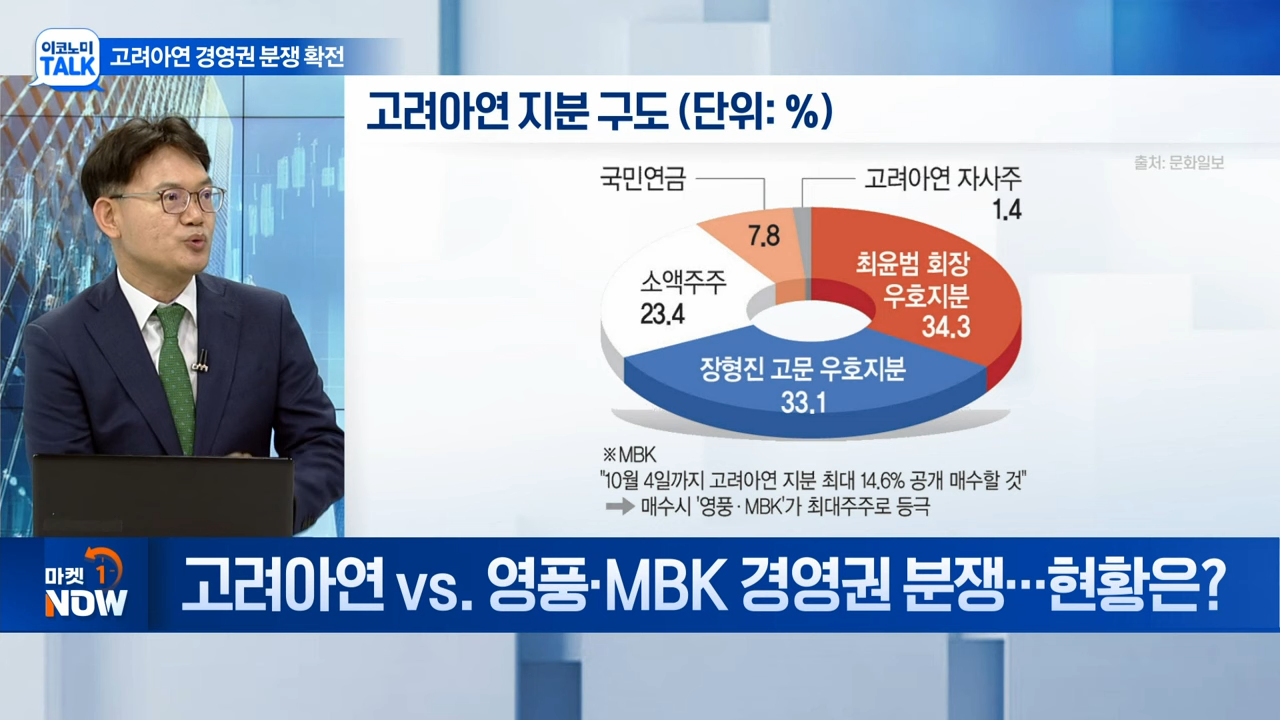 이코노미
TALK
고려아연 경영권 분쟁 확전
고려아연 지분 구도 (단위: %)
출처: 문화일보
국민연금
7.8
고려아연 자사주
1.4
소액주주
23.4
최윤범 회장
우호지분
34.3
장형진 고문 우호지분
33.1
※MBK
"10월 4일까지 고려아연 지분 최대 14.6% 공개 매수할 것"
➡ 매수시 '영풍·MBK'가 최대주주로 등극
마켓 1
NOW
고려아연 vs. 영풍·MBK 경영권 분쟁…현황은?